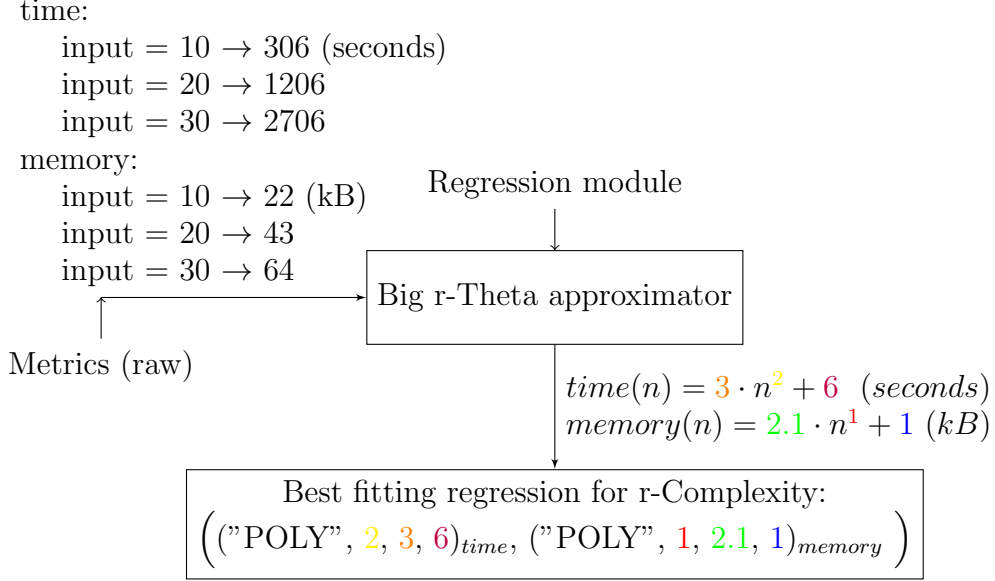 time:
input = 10 → 306 (seconds)
input = 20 → 1206
input = 30 → 2706
memory:
input = 10 → 22 (kB)
input = 20 → 43
input = 30 → 64
Regression module
Big r-Theta approximator
Metrics (raw)
time(n) = 3 · n² + 6 (seconds)
memory(n) = 2.1 · n¹ + 1 (kB)
Best fitting regression for r-Complexity:
((”POLY”, 2, 3, 6)_time, (”POLY”, 1, 2.1, 1)_memory )